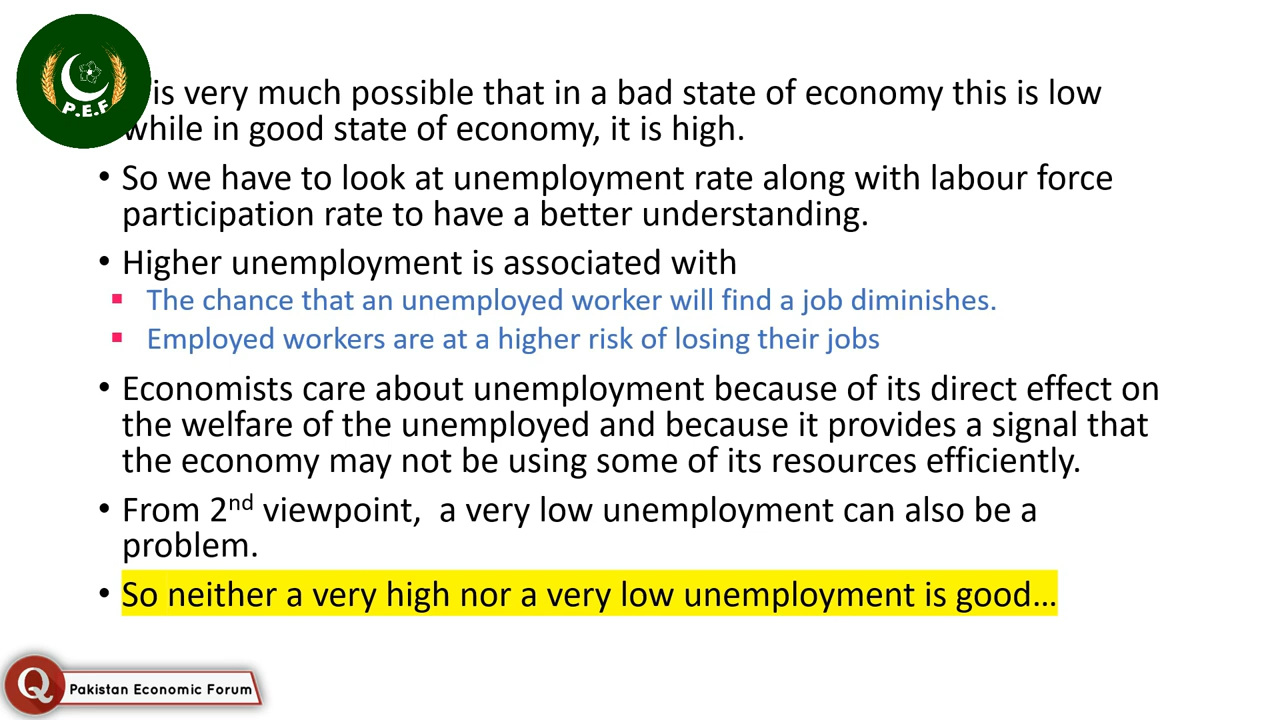 P.E.F
is very much possible that in a bad state of economy this is low
while in good state of economy, it is high.
• So we have to look at unemployment rate along with labour force
participation rate to have a better understanding.
• Higher unemployment is associated with
▪ The chance that an unemployed worker will find a job diminishes.
▪ Employed workers are at a higher risk of losing their jobs
• Economists care about unemployment because of its direct effect on
the welfare of the unemployed and because it provides a signal that
the economy may not be using some of its resources efficiently.
• From 2nd viewpoint, a very low unemployment can also be a
problem.
• So neither a very high nor a very low unemployment is good...
Q Pakistan Economic Forum